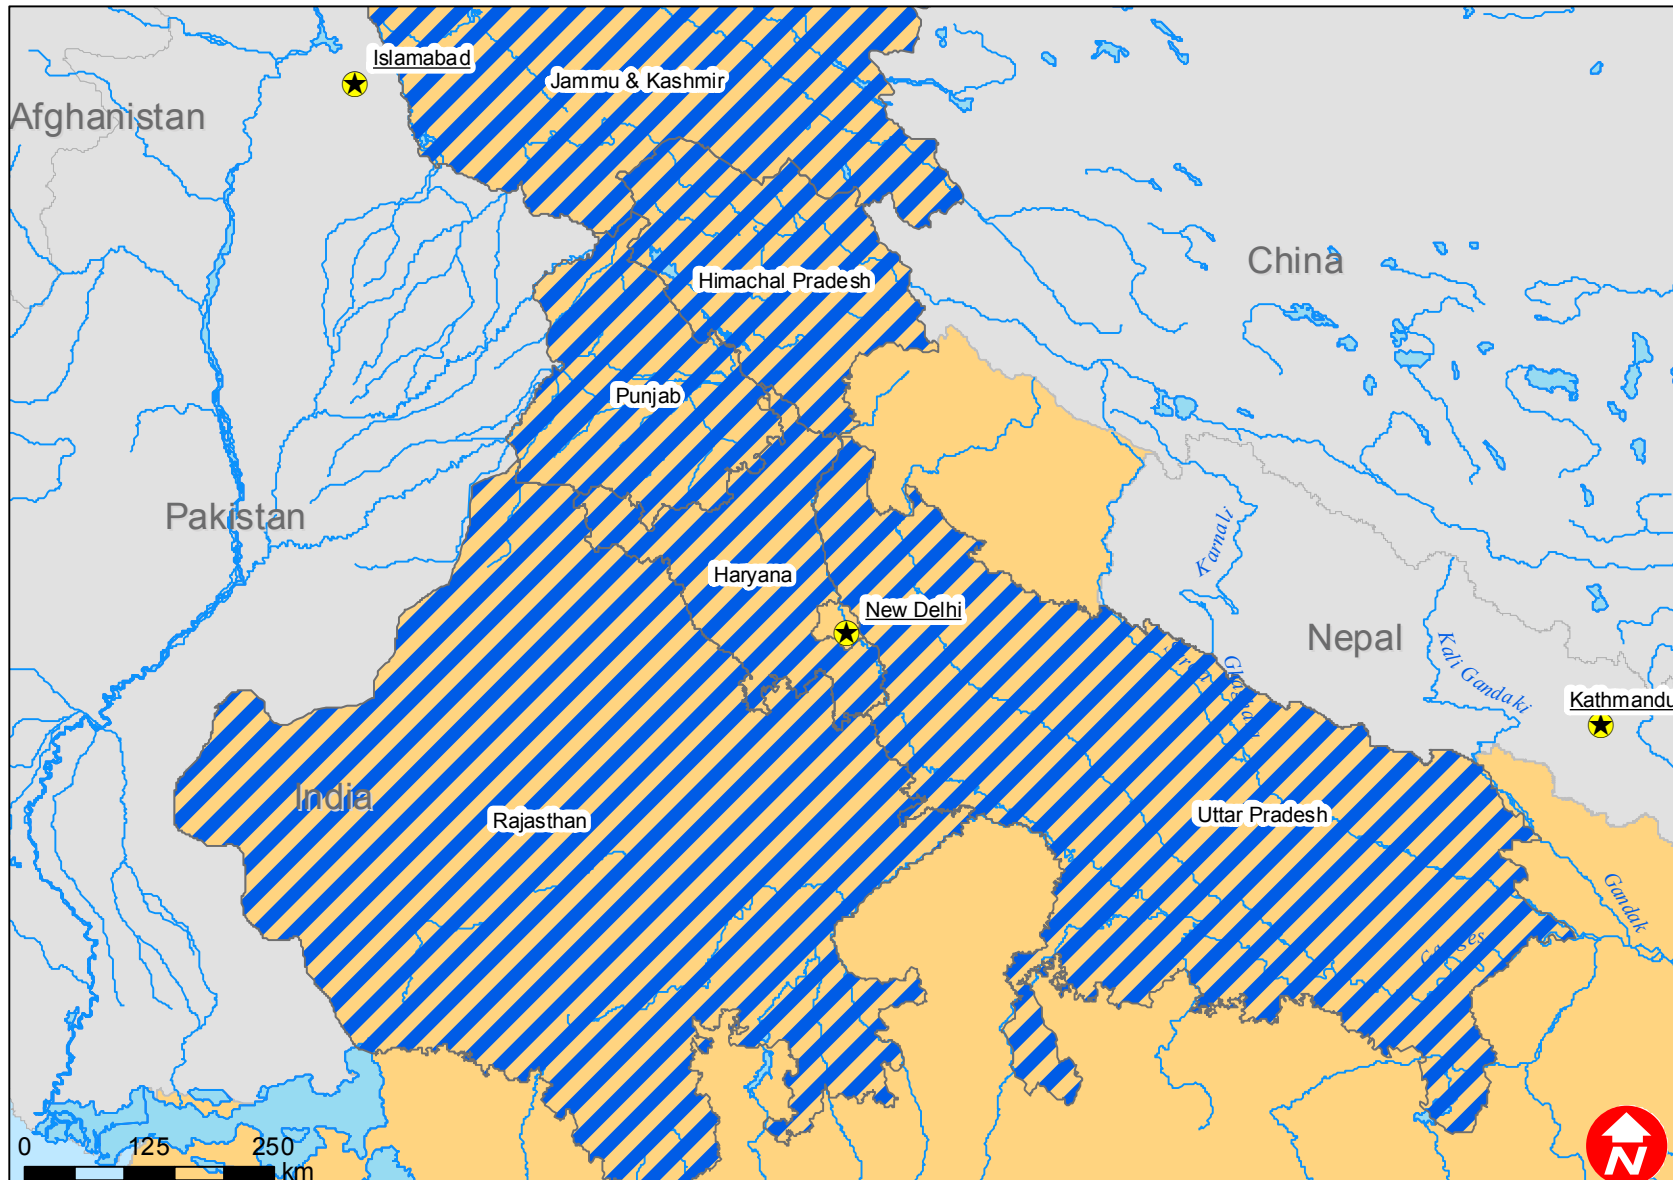 Islamabad
Jammu & Kashmir
Afghanistan
China
Himachal Pradesh
Punjab
Pakistan
Karnali
Haryana
New Delhi
Nepal
Kali Gandaki
Kathmandu
India
Rajasthan
Uttar Pradesh
Gandak
0 125 250
km
N